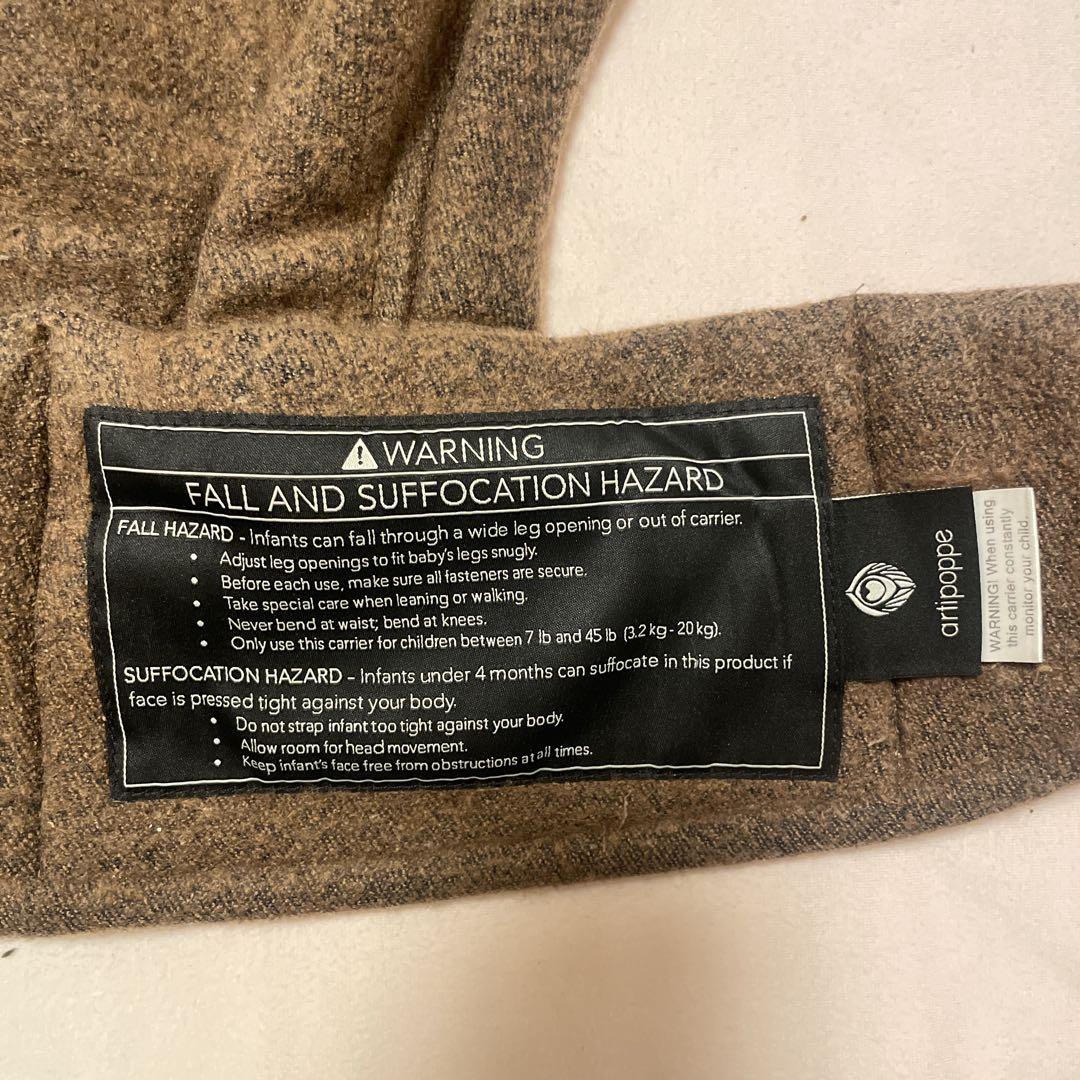 WARNING
FALL AND SUFFOCATION HAZARD
FALL HAZARD - Infants can fall through a wide leg opening or out of carrier.
• Adjust leg openings to fit baby's legs snugly.
• Before each use, make sure all fasteners are secure.
• Take special care when leaning or walking.
• Never bend at waist; bend at knees.
• Only use this carrier for children between 7 lb and 45 lb (3.2 kg - 20 kg).
SUFFOCATION HAZARD - Infants under 4 months can suffocate in this product if
face is pressed tight against your body.
• Do not strap infant too tight against your body.
• Allow room for head movement.
• Keep infant's face free from obstructions at all times.
artipoppe
WARNING! When using
this carrier constantly
monitor your child.